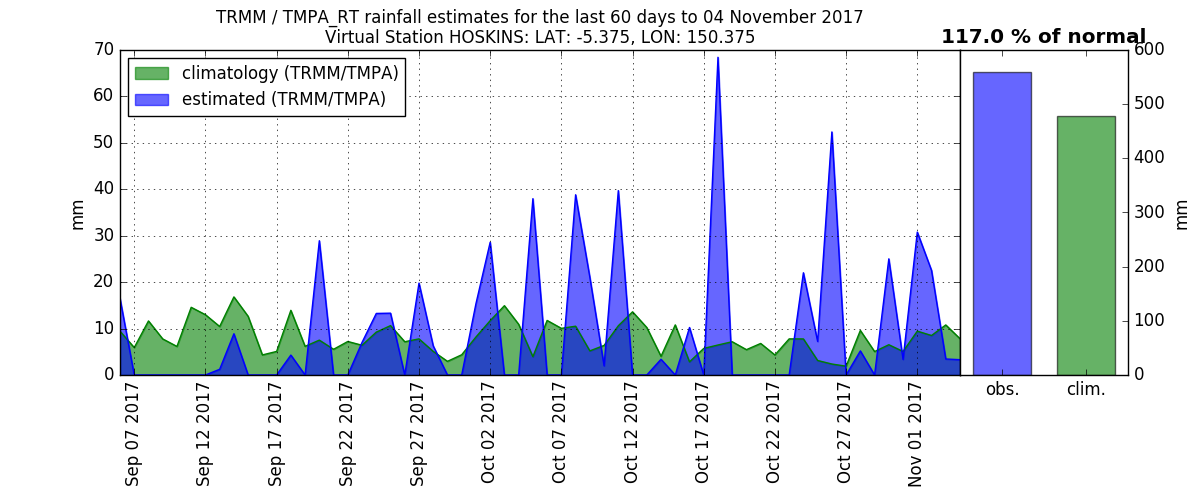 TRMM / TMPA_RT rainfall estimates for the last 60 days to 04 November 2017
Virtual Station HOSKINS: LAT: -5.375, LON: 150.375
117.0 % of normal
climatology (TRMM/TMPA)
estimated (TRMM/TMPA)
70
60
50
40
30
20
10
0
mm
Sep 07 2017
Sep 12 2017
Sep 17 2017
Sep 22 2017
Sep 27 2017
Oct 02 2017
Oct 07 2017
Oct 12 2017
Oct 17 2017
Oct 22 2017
Oct 27 2017
Nov 01 2017
600
500
400
300
200
100
0
mm
obs.
clim.